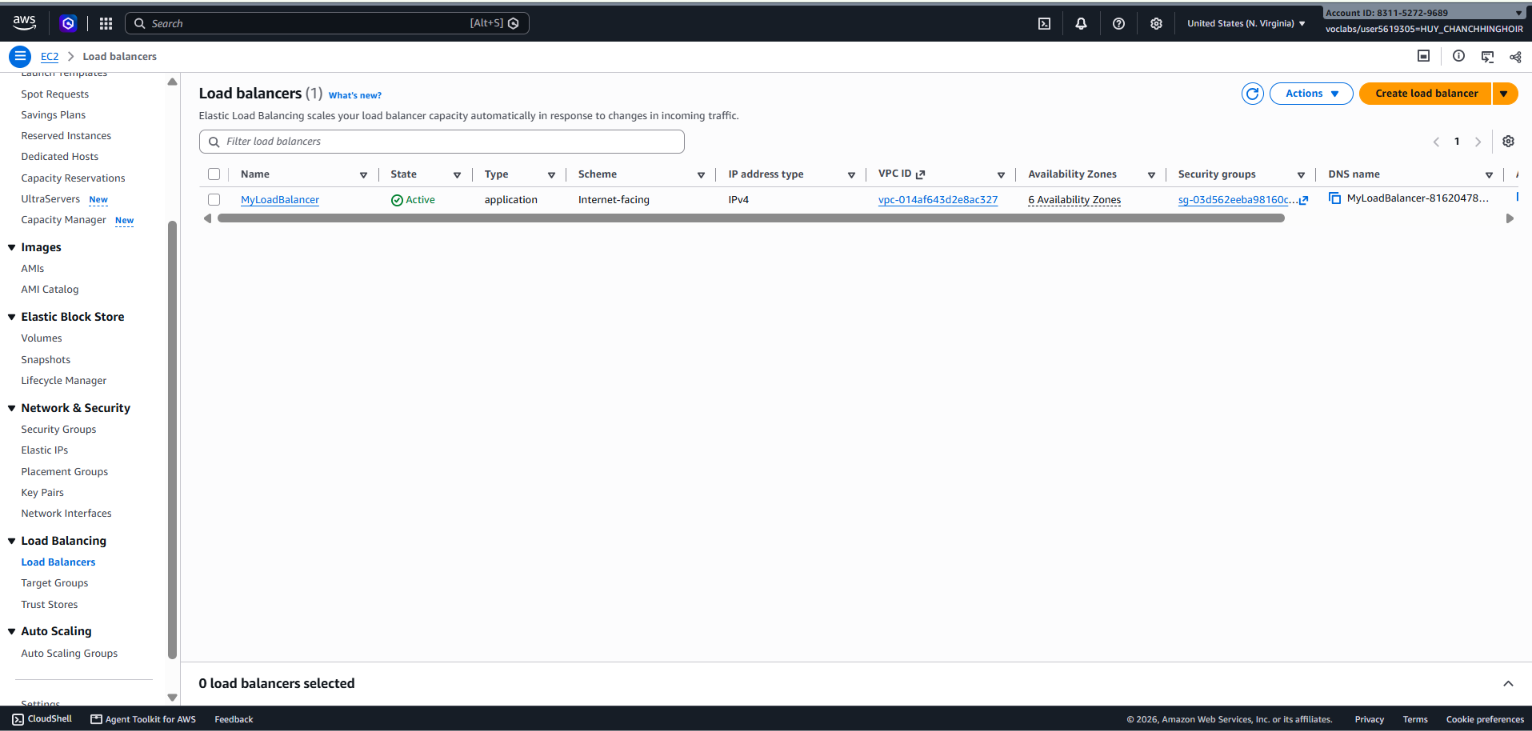 aws
Search [Alt+S]
United States (N. Virginia)
Account ID: 8311-5272-9689
voclabs/user5619305=HUY_CHANCHHINGHOIR
EC2 > Load balancers
Launch Templates
Spot Requests
Savings Plans
Reserved Instances
Dedicated Hosts
Capacity Reservations
UltraServers New
Capacity Manager New
Images
AMIs
AMI Catalog
Elastic Block Store
Volumes
Snapshots
Lifecycle Manager
Network & Security
Security Groups
Elastic IPs
Placement Groups
Key Pairs
Network Interfaces
Load Balancing
Load Balancers
Target Groups
Trust Stores
Auto Scaling
Auto Scaling Groups
Settings
Load balancers (1) What's new?
Actions
Create load balancer
Elastic Load Balancing scales your load balancer capacity automatically in response to changes in incoming traffic.
Filter load balancers
1
Name State Type Scheme IP address type VPC ID Availability Zones Security groups DNS name
MyLoadBalancer Active application Internet-facing IPv4 vpc-014af643d2e8ac327 6 Availability Zones sg-03d562eeba98160c... MyLoadBalancer-81620478...
0 load balancers selected
CloudShell Agent Toolkit for AWS Feedback
© 2026, Amazon Web Services, Inc. or its affiliates. Privacy Terms Cookie preferences